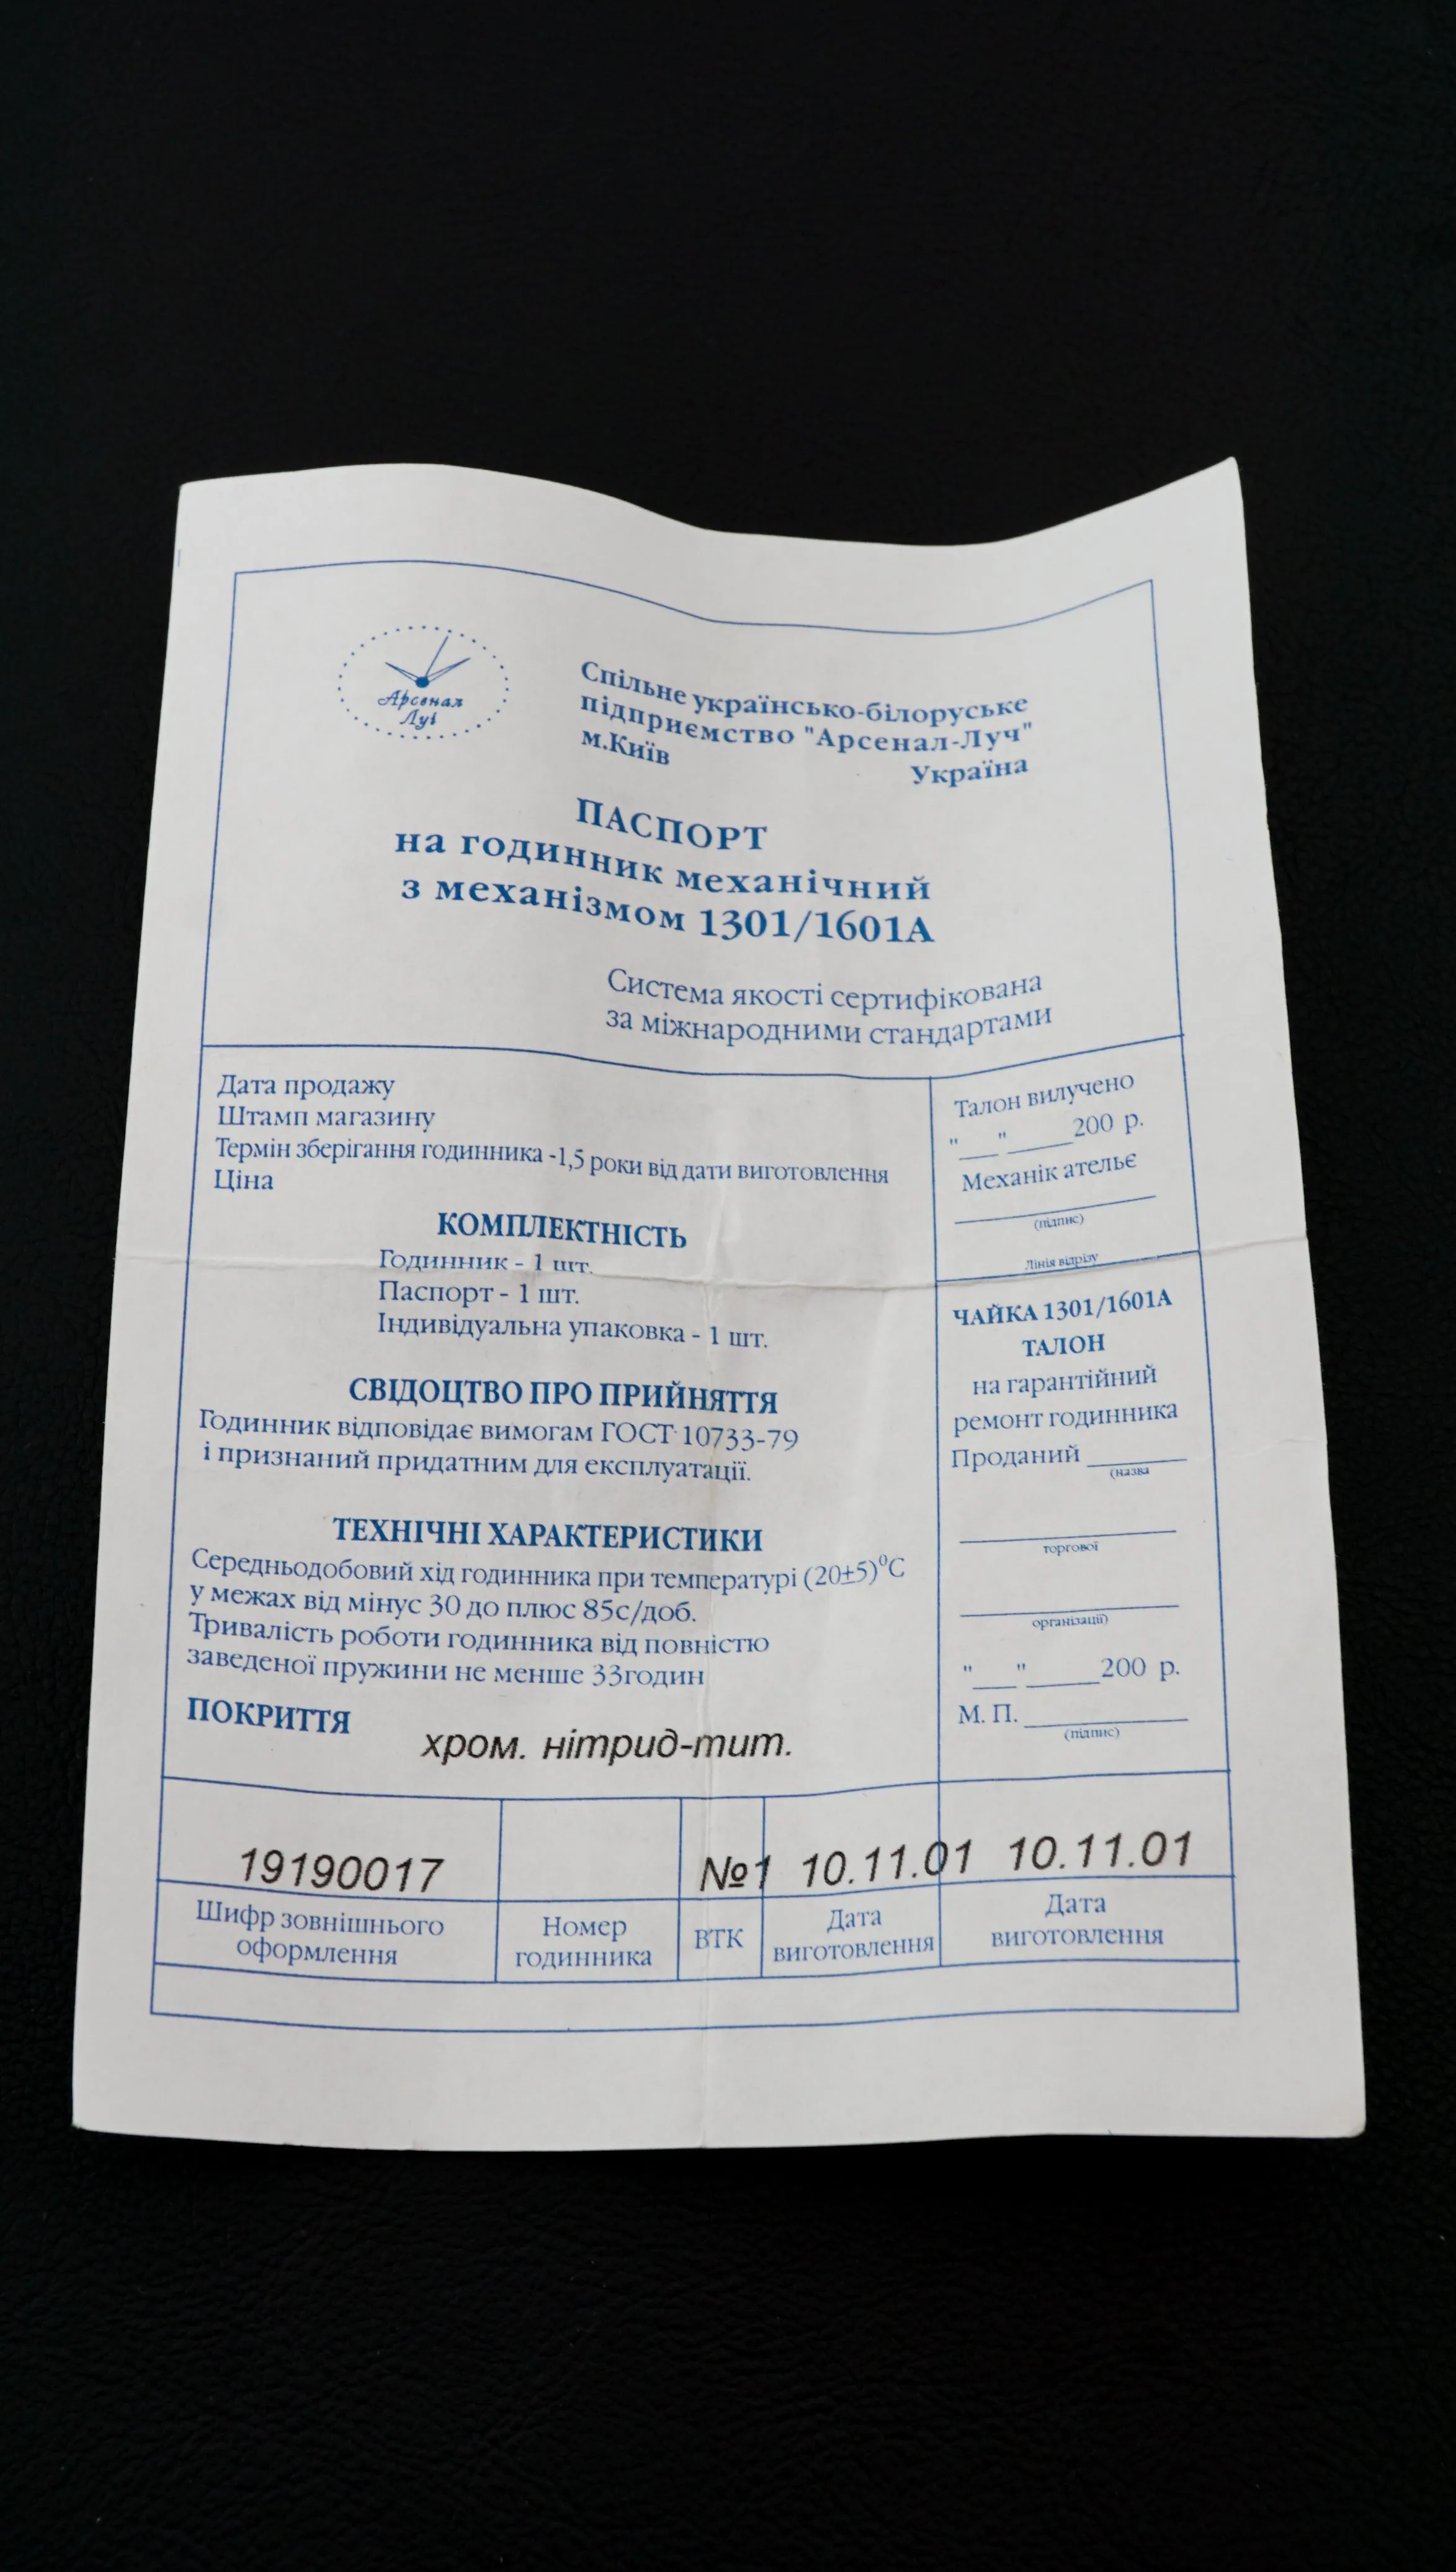 Арсенал
Луч
Спільне українсько-білоруське
підприємство "Арсенал-Луч"
м.Київ Україна
ПАСПОРТ
на годинник механічний
з механізмом 1301/1601А
Система якості сертифікована
за міжнародними стандартами
Дата продажу
Штамп магазину
Термін зберігання годинника -1,5 роки від дати виготовлення
Ціна
КОМПЛЕКТНІСТЬ
Годинник - 1 шт.
Паспорт - 1 шт.
Індивідуальна упаковка - 1 шт.
СВІДОЦТВО ПРО ПРИЙНЯТТЯ
Годинник відповідає вимогам ГОСТ 10733-79
і признаний придатним для експлуатації.
ТЕХНІЧНІ ХАРАКТЕРИСТИКИ
Середньодобовий хід годинника при температурі (20±5)⁰С
у межах від мінус 30 до плюс 85с/доб.
Тривалість роботи годинника від повністю
заведеної пружини не менше 33годин
ПОКРИТТЯ
хром. нітрид-тит.
Талон вилучено
"___"_____200 р.
Механік ательє
(підпис)
Лінія відрізу
ЧАЙКА 1301/1601А
ТАЛОН
на гарантійний
ремонт годинника
Проданий ______
(назва
торгової
організації)
"___"_____200 р.
М. П.
(підпис)
19190017 №1 10.11.01 10.11.01
Шифр зовнішнього
оформлення
Номер
годинника
ВТК
Дата
виготовлення
Дата
виготовлення